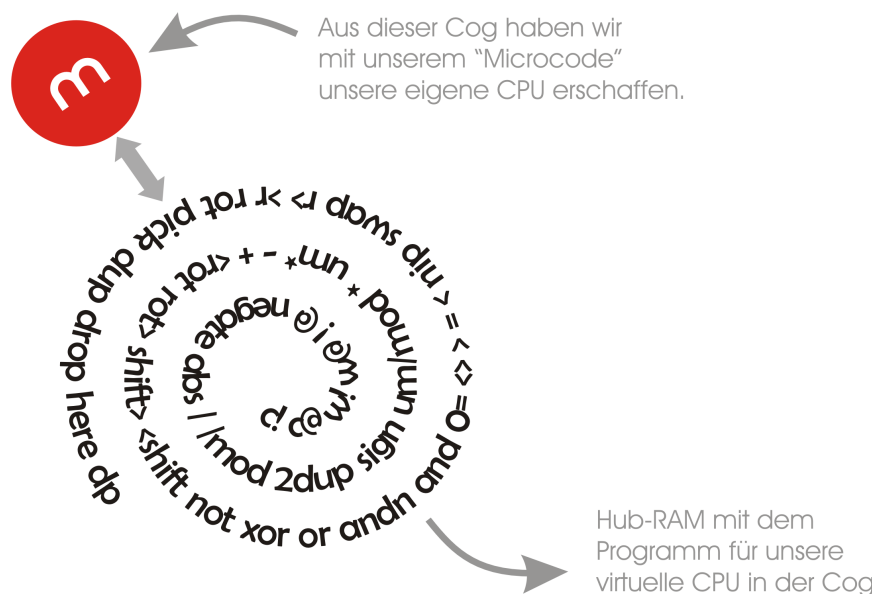 Aus dieser Cog haben wir
mit unserem “Microcode”
unsere eigene CPU erschaffen.
m
c! c@ w! w@ ! @ negate abs / /mod 2dup sign um/mod * um* - + <rot rot> shift> <shift not xor or andn and 0= <> < = > nip swap r> >r rot pick dup drop here dp
Hub-RAM mit dem
Programm für unsere
virtuelle CPU in der Cog